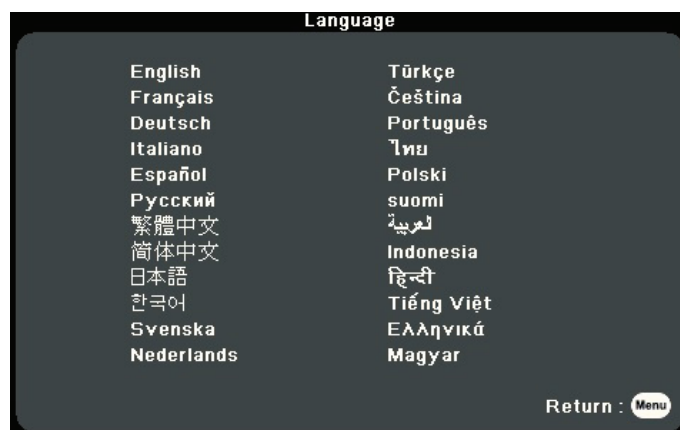 Language
English
Français
Deutsch
Italiano
Español
Русский
繁體中文
简体中文
日本語
한국어
Svenska
Nederlands
Türkçe
Čeština
Português
ไทย
Polski
suomi
العربية
Indonesia
हिन्दी
Tiếng Việt
Ελληνικά
Magyar
Return : Menu